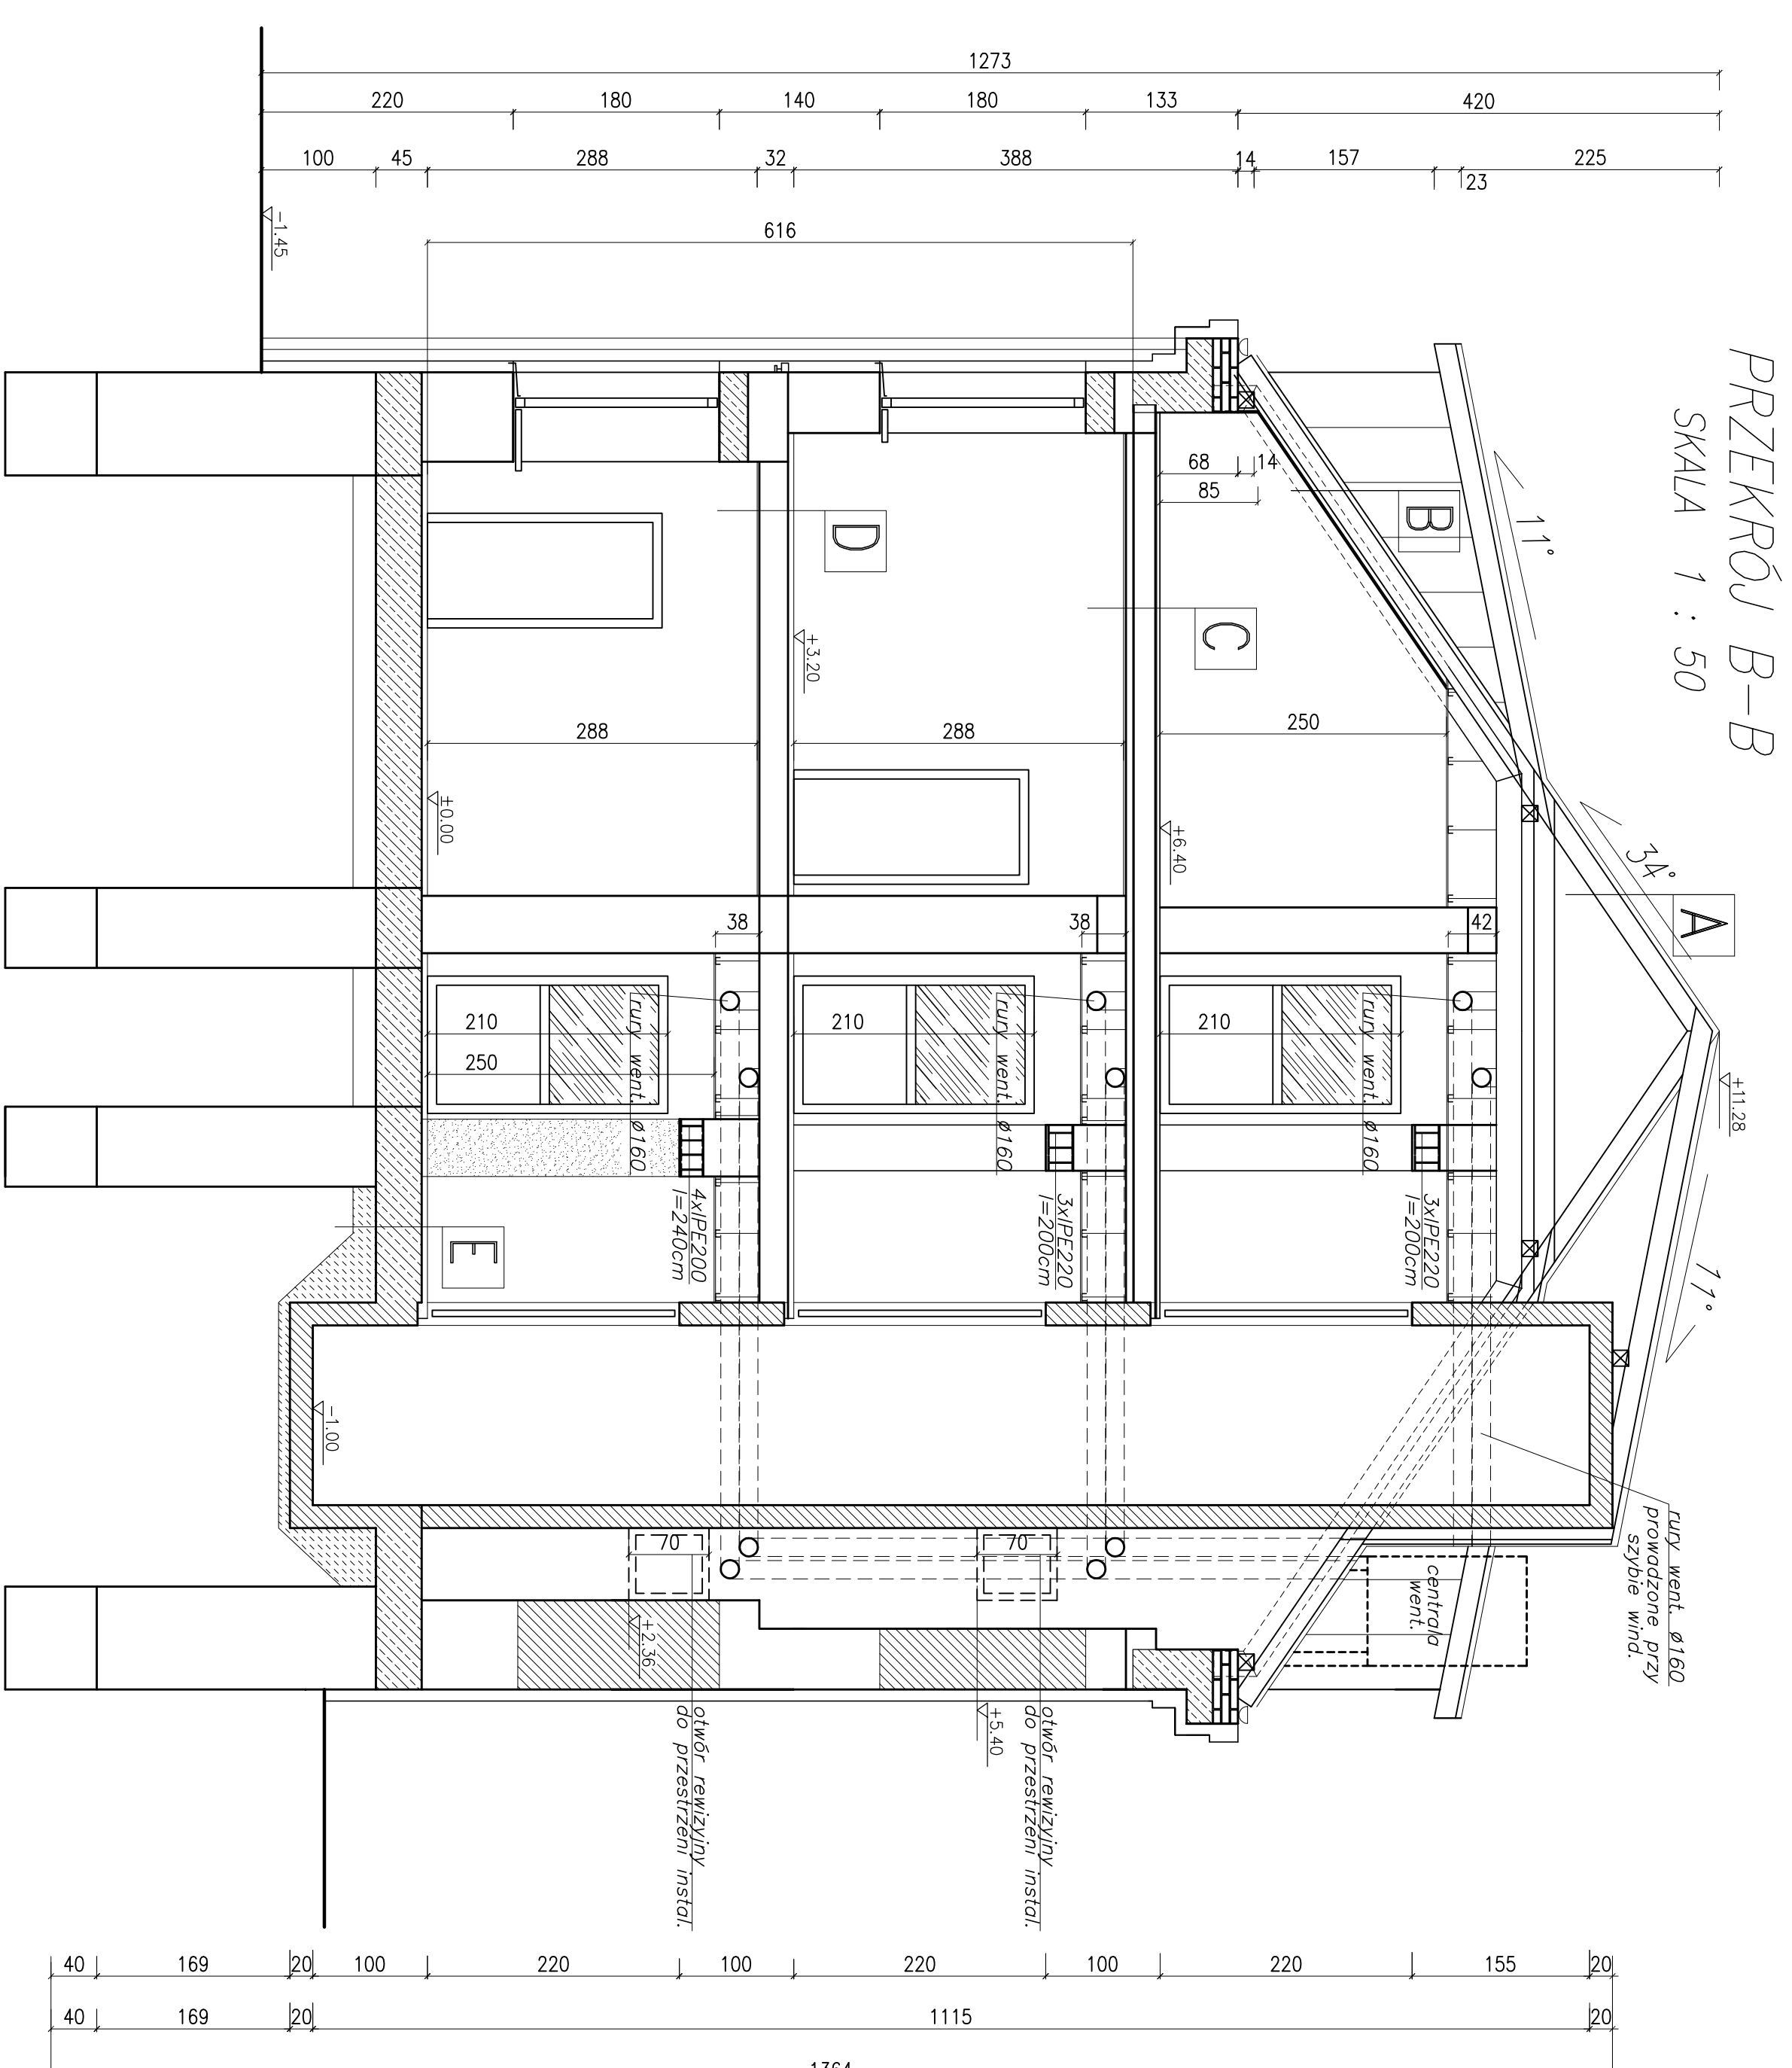 PRZEKRÓJ B-B
SKALA 1 : 50
1273
220 180 140 180 133 420
100 45 288 32 388 14 157 23 225
616
-1.45
11°
B
68 14
85
D
C
+3.20
288 288 250
±0.00
+6.40
34°
A
38 38 42
+11.28
210 210 210
250
rury went. ø160
rury went. ø160
rury went. ø160
4xIPE200
l=240cm
3xIPE220
l=200cm
3xIPE220
l=200cm
E
11°
-1.00
rury went. ø160
prowadzone przy
szybie wind.
70 70
centrala
went.
+2.36
+5.40
otwór rewizyjny
do przestrzeni instal.
otwór rewizyjny
do przestrzeni instal.
40 169 20 100 220 100 220 100 220 155 20
40 169 20 1115 20
1364